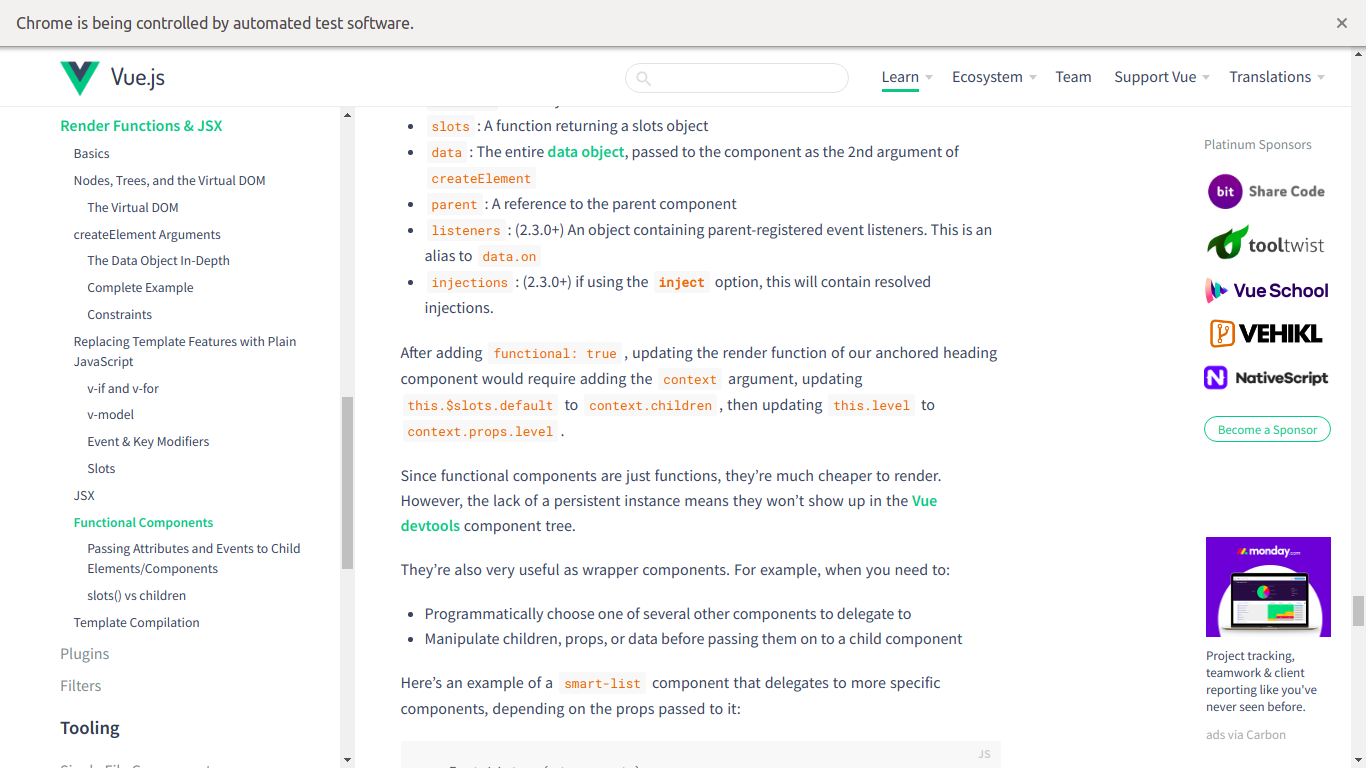 Chrome is being controlled by automated test software.
Vue.js
Learn
Ecosystem
Team
Support Vue
Translations
Render Functions & JSX
Basics
Nodes, Trees, and the Virtual DOM
The Virtual DOM
createElement Arguments
The Data Object In-Depth
Complete Example
Constraints
Replacing Template Features with Plain
JavaScript
v-if and v-for
v-model
Event & Key Modifiers
Slots
JSX
Functional Components
Passing Attributes and Events to Child
Elements/Components
slots() vs children
Template Compilation
Plugins
Filters
Tooling
slots : A function returning a slots object
data : The entire data object, passed to the component as the 2nd argument of
createElement
parent : A reference to the parent component
listeners : (2.3.0+) An object containing parent-registered event listeners. This is an
alias to data.on
injections : (2.3.0+) if using the inject option, this will contain resolved
injections.
After adding functional: true , updating the render function of our anchored heading
component would require adding the context argument, updating
this.$slots.default to context.children , then updating this.level to
context.props.level .
Since functional components are just functions, they’re much cheaper to render.
However, the lack of a persistent instance means they won’t show up in the Vue
devtools component tree.
They’re also very useful as wrapper components. For example, when you need to:
Programmatically choose one of several other components to delegate to
Manipulate children, props, or data before passing them on to a child component
Here’s an example of a smart-list component that delegates to more specific
components, depending on the props passed to it:
JS
Platinum Sponsors
bit Share Code
tooltwist
Vue School
VEHIKL
NativeScript
Become a Sponsor
monday.com
Project tracking,
teamwork & client
reporting like you've
never seen before.
ads via Carbon